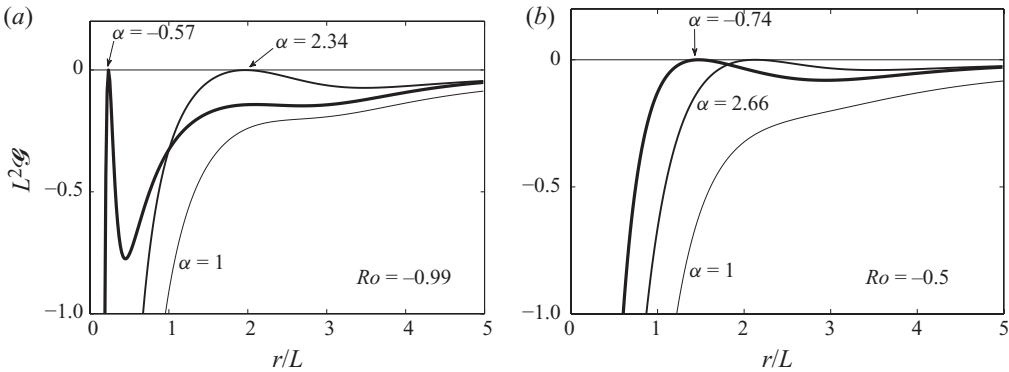 (a)
α = –0.57
α = 2.34
0
–0.5
–1.0
L²𝒢
α = 1
Ro = –0.99
0 1 2 3 4 5
r/L
(b)
α = –0.74
0
–0.5
–1.0
α = 2.66
α = 1
Ro = –0.5
0 1 2 3 4 5
r/L